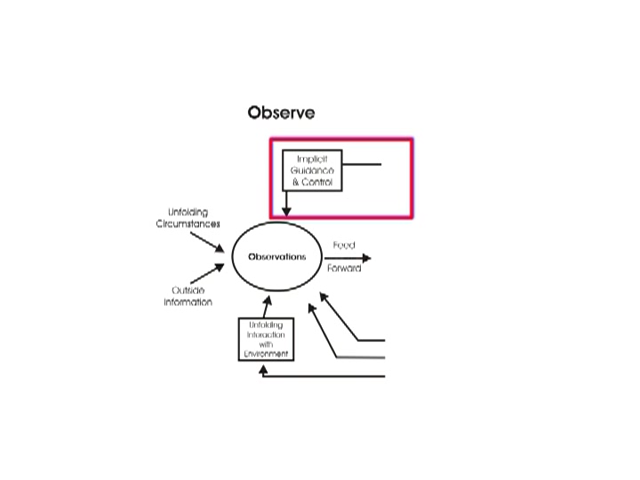 Observe
Implicit
Guidance
& Control
Unfolding
Circumstances
Observations
Feed
Forward
Outside
Information
Unfolding
Interaction
with
Environment